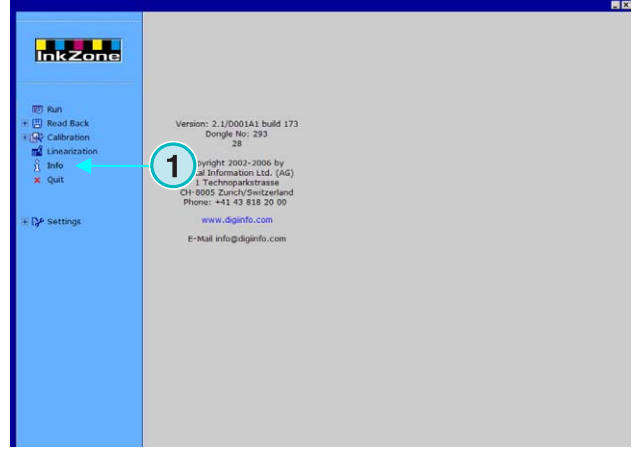 InkZone
Run
Read Back
Calibration
Linearization
Info
Quit
Settings
1
Version: 2.1/D001A1 build 173
Dongle No: 293
28
pyright 2002-2006 by
al Information Ltd. (AG)
1 Technoparkstrasse
CH-8005 Zurich/Switzerland
Phone: +41 43 818 20 00
www.digiinfo.com
E-Mail info@digiinfo.com